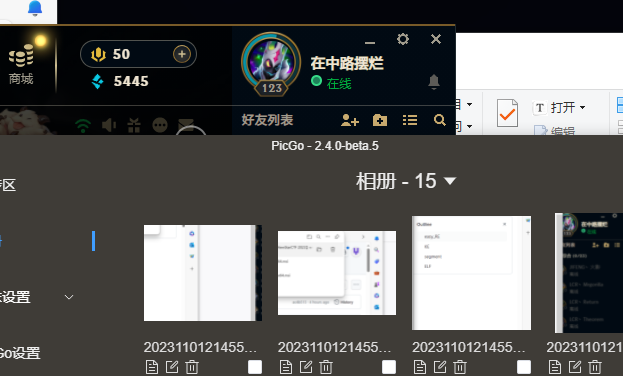 50
商城
5445
在中路摆烂
在线
123
好友列表
打开
编辑
PicGo - 2.4.0-beta.5
区
相册 - 15
设置
Go设置
Outline
2023110121455...
2023110121455...
2023110121455...
2023110121455...